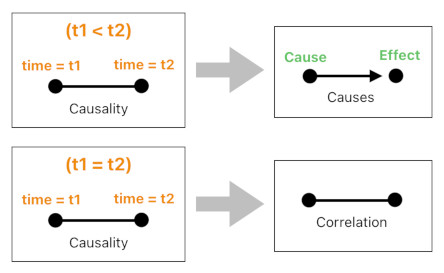 (t1 < t2)
time = t1 time = t2
Causality
Cause Effect
Causes
(t1 = t2)
time = t1 time = t2
Causality
Correlation